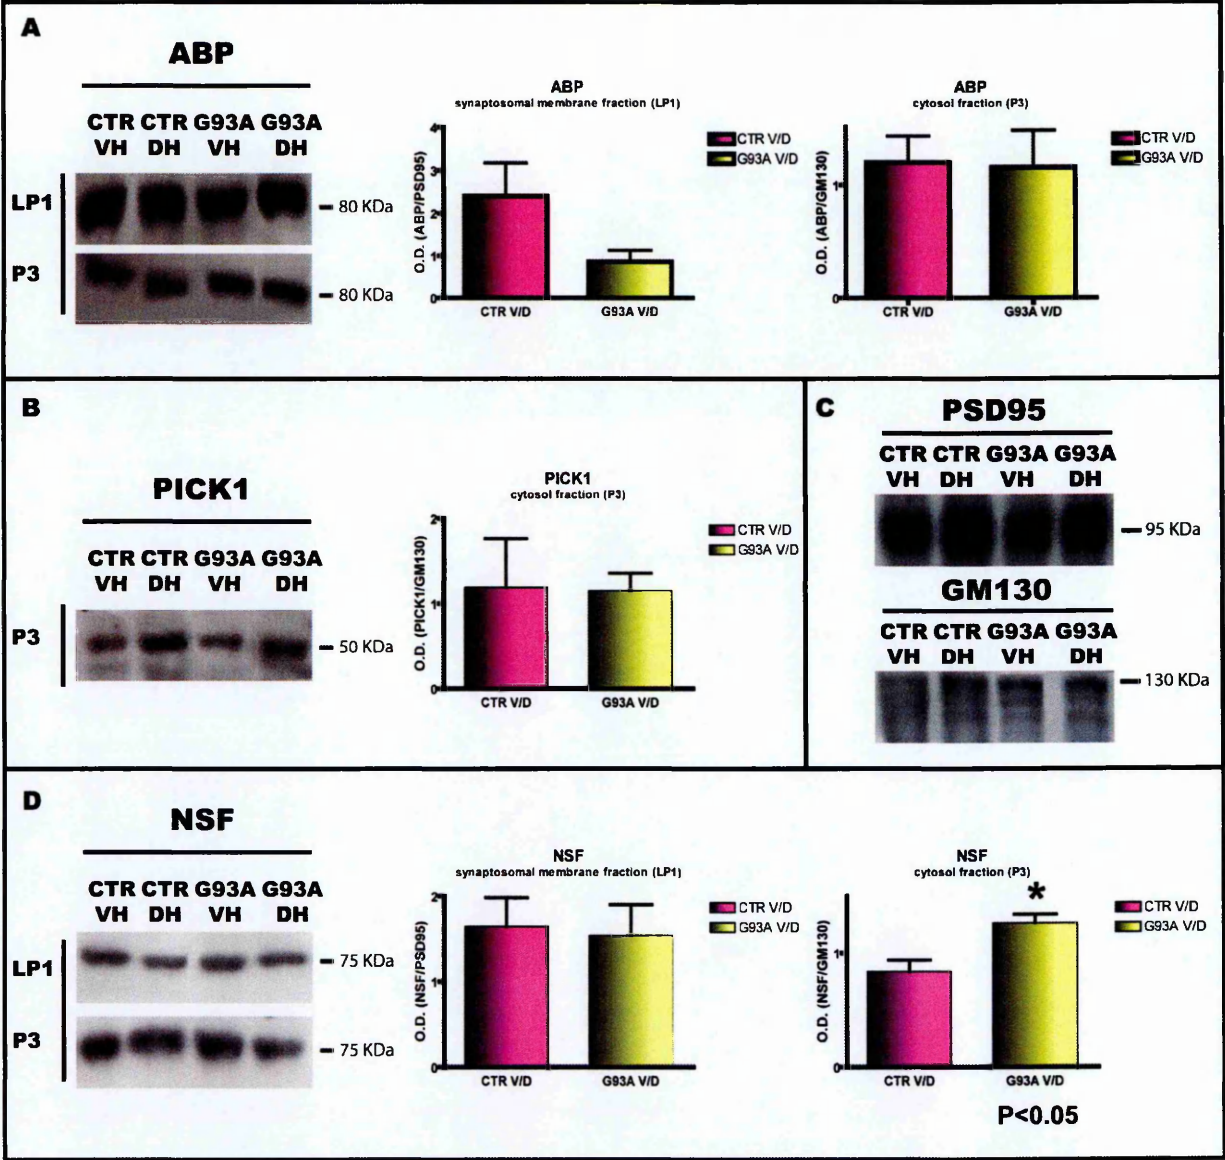 A
ABP
CTR CTR G93A G93A
VH DH VH DH
LP1
80 KDa
P3
80 KDa
ABP
synaptosomal membrane fraction (LP1)
O.D. (ABP/PSD95)
4
3
2
1
0
CTR V/D
G93A V/D
CTR V/D
G93A V/D
ABP
cytosol fraction (P3)
O.D. (ABP/GM130)
1
0
CTR V/D
G93A V/D
CTR V/D
G93A V/D
B
PICK1
CTR CTR G93A G93A
VH DH VH DH
P3
50 KDa
PICK1
cytosol fraction (P3)
O.D. (PICK1/GM130)
2
1
0
CTR V/D
G93A V/D
CTR V/D
G93A V/D
C
PSD95
CTR CTR G93A G93A
VH DH VH DH
95 KDa
GM130
CTR CTR G93A G93A
VH DH VH DH
130 KDa
D
NSF
CTR CTR G93A G93A
VH DH VH DH
LP1
75 KDa
P3
75 KDa
NSF
synaptosomal membrane fraction (LP1)
O.D. (NSF/PSD95)
2
1
0
CTR V/D
G93A V/D
CTR V/D
G93A V/D
NSF
cytosol fraction (P3)
O.D. (NSF/GM130)
1
0
*
CTR V/D
G93A V/D
CTR V/D
G93A V/D
P<0.05